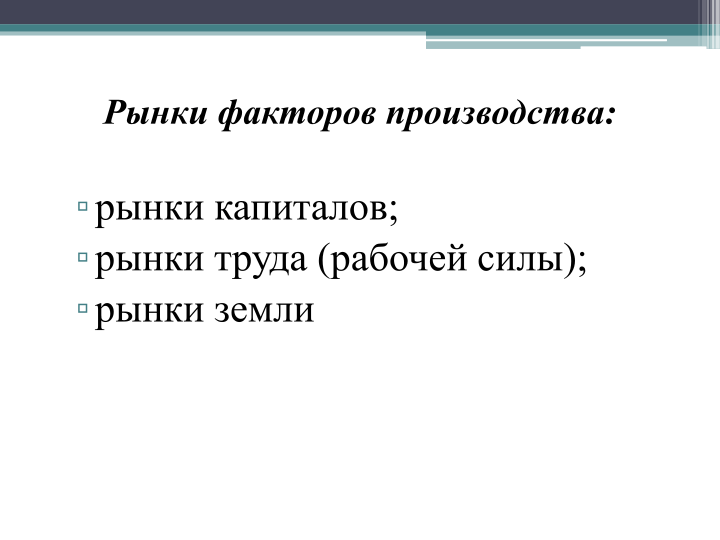 Рынки факторов производства:
рынки капиталов;
рынки труда (рабочей силы);
рынки земли